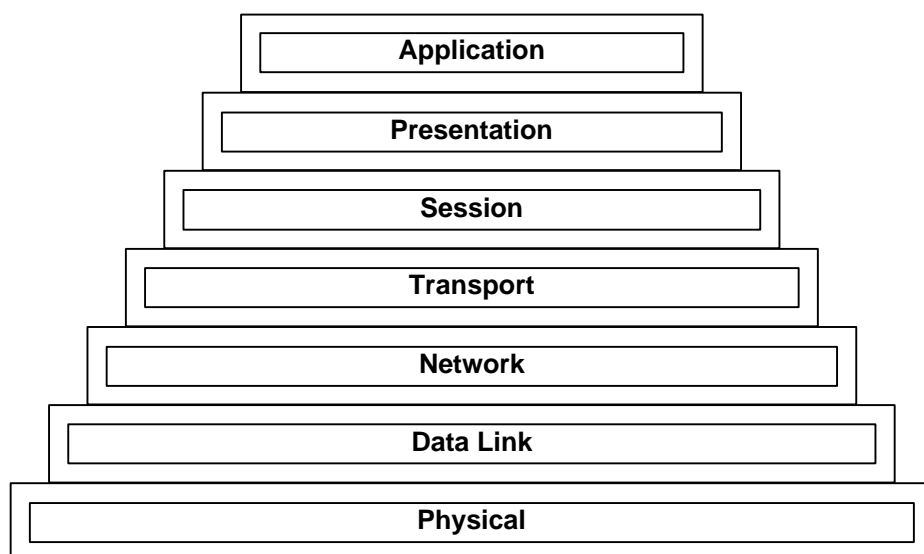 Application
Presentation
Session
Transport
Network
Data Link
Physical